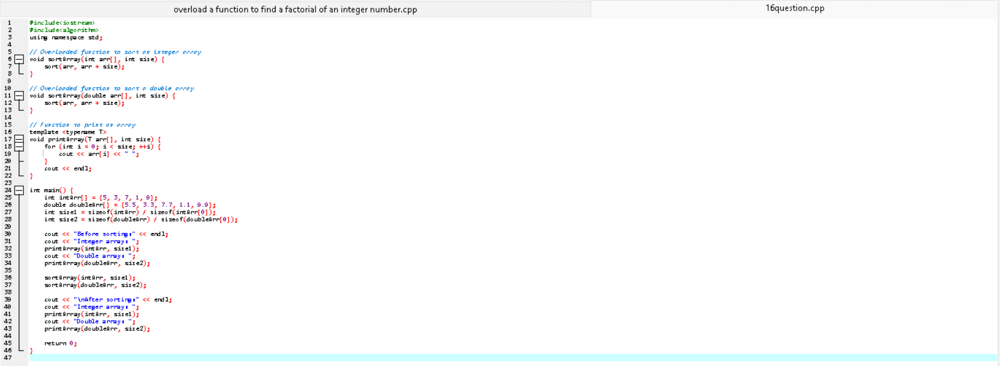 overload a function to find a factorial of an integer number.cpp
16question.cpp
1 #include<iostream>
2 #include<algorithm>
3 using namespace std;
4
5 // Overloaded function to sort an integer array
6 void sortArray(int arr[], int size) {
7 sort(arr, arr + size);
8 }
9
10 // Overloaded function to sort a double array
11 void sortArray(double arr[], int size) {
12 sort(arr, arr + size);
13 }
14
15 // Function to print an array
16 template <typename T>
17 void printArray(T arr[], int size) {
18 for (int i = 0; i < size; ++i) {
19 cout << arr[i] << " ";
20 }
21 cout << endl;
22 }
23
24 int main() {
25 int intArr[] = {5, 3, 7, 1, 9};
26 double doubleArr[] = {5.5, 3.3, 7.7, 1.1, 9.9};
27 int size1 = sizeof(intArr) / sizeof(intArr[0]);
28 int size2 = sizeof(doubleArr) / sizeof(doubleArr[0]);
29
30 cout << "Before sorting:" << endl;
31 cout << "Integer array: ";
32 printArray(intArr, size1);
33 cout << "Double array: ";
34 printArray(doubleArr, size2);
35
36 sortArray(intArr, size1);
37 sortArray(doubleArr, size2);
38
39 cout << "\nAfter sorting:" << endl;
40 cout << "Integer array: ";
41 printArray(intArr, size1);
42 cout << "Double array: ";
43 printArray(doubleArr, size2);
44
45 return 0;
46 }
47